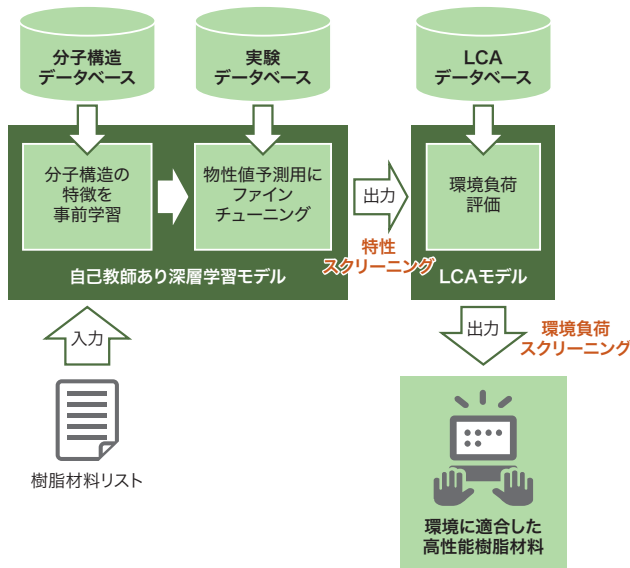 分子構造
データベース
実験
データベース
LCA
データベース
分子構造の
特徴を
事前学習
物性値予測用に
ファイン
チューニング
出力
環境負荷
評価
特性
スクリーニング
自己教師あり深層学習モデル
LCAモデル
入力
出力
環境負荷
スクリーニング
樹脂材料リスト
環境に適合した
高性能樹脂材料